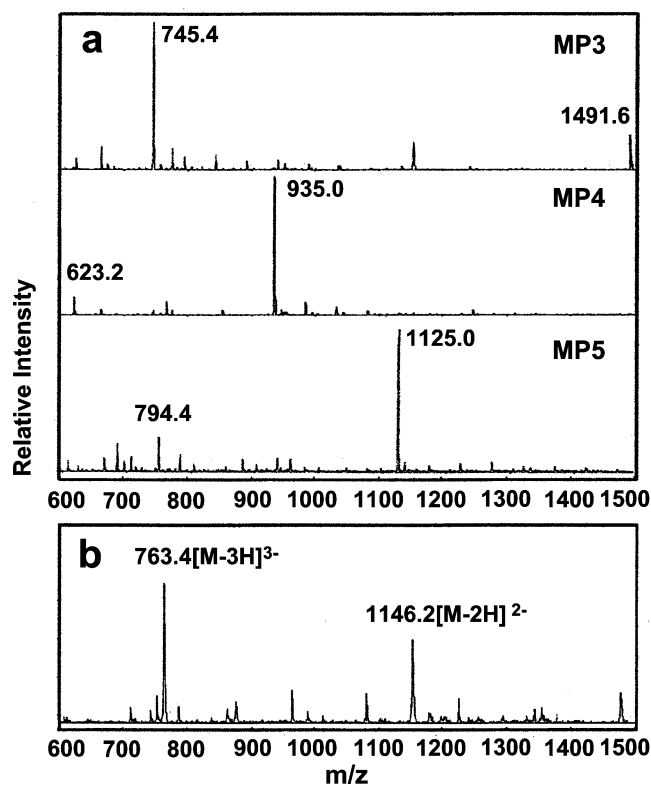 a
745.4
MP3
1491.6
935.0
MP4
623.2
1125.0
MP5
794.4
Relative Intensity
600 700 800 900 1000 1100 1200 1300 1400 1500
b
763.4[M-3H]3-
1146.2[M-2H] 2-
600 700 800 900 1000 1100 1200 1300 1400 1500
m/z